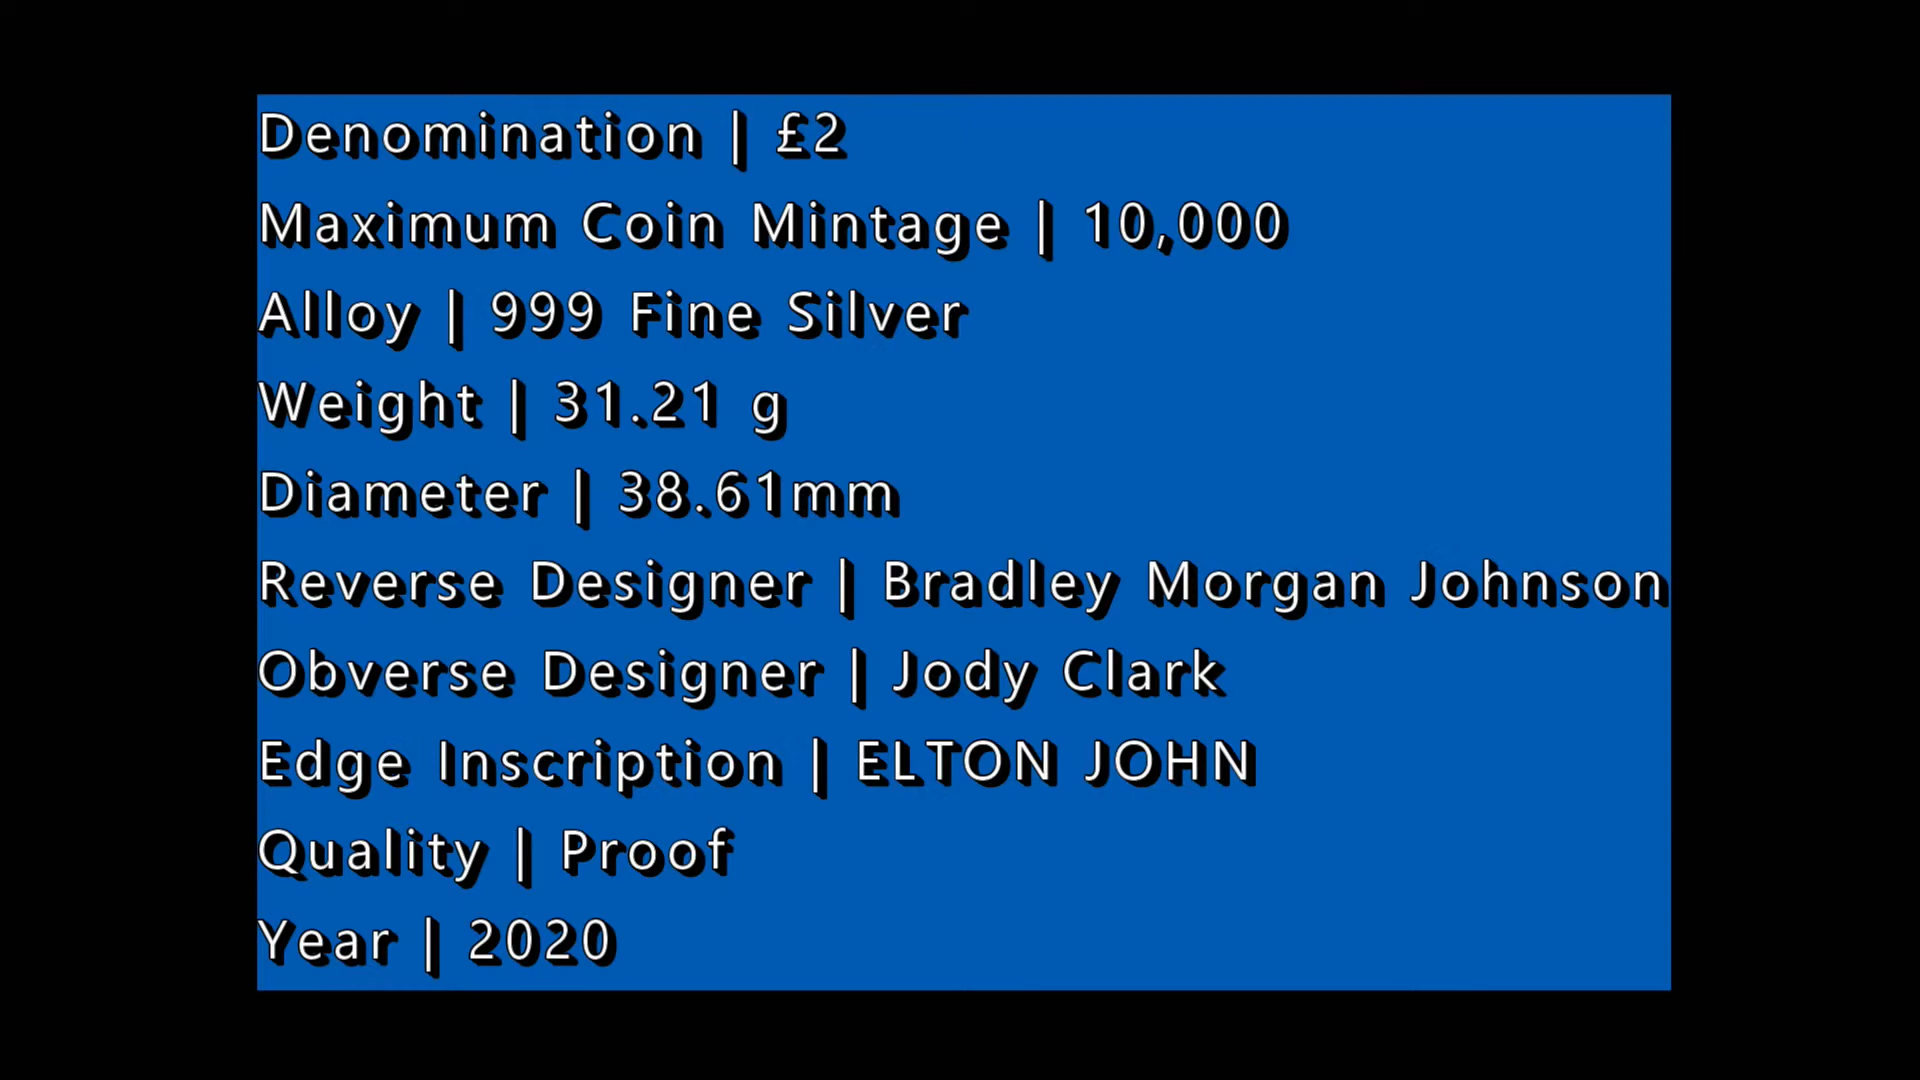 Denomination | £2
Maximum Coin Mintage | 10,000
Alloy | 999 Fine Silver
Weight | 31.21 g
Diameter | 38.61mm
Reverse Designer | Bradley Morgan Johnson
Obverse Designer | Jody Clark
Edge Inscription | ELTON JOHN
Quality | Proof
Year | 2020